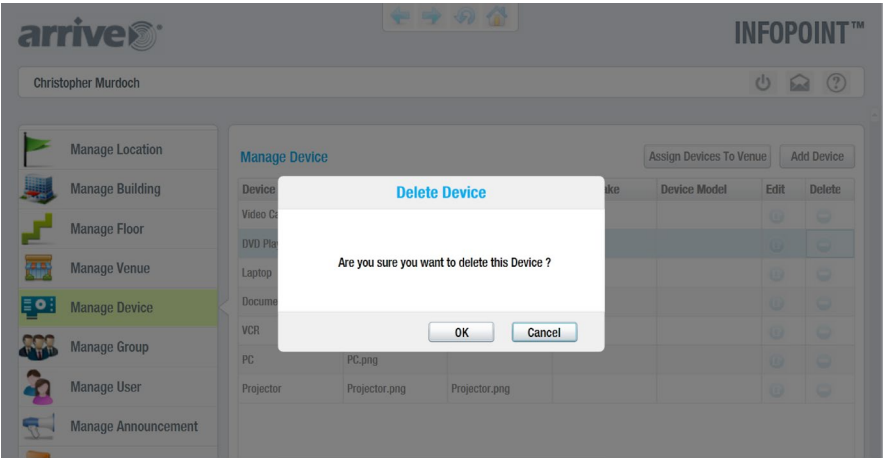 arrive
INFOPOINT™
Christopher Murdoch
Manage Location
Manage Building
Manage Floor
Manage Venue
Manage Device
Manage Group
Manage User
Manage Announcement
Manage Device
Assign Devices To Venue
Add Device
Device
Device Model
Edit
Delete
DVD
Laptop
VCR
PC
PC.png
Projector
Projector.png
Projector.png
Delete Device
Are you sure you want to delete this Device ?
OK
Cancel